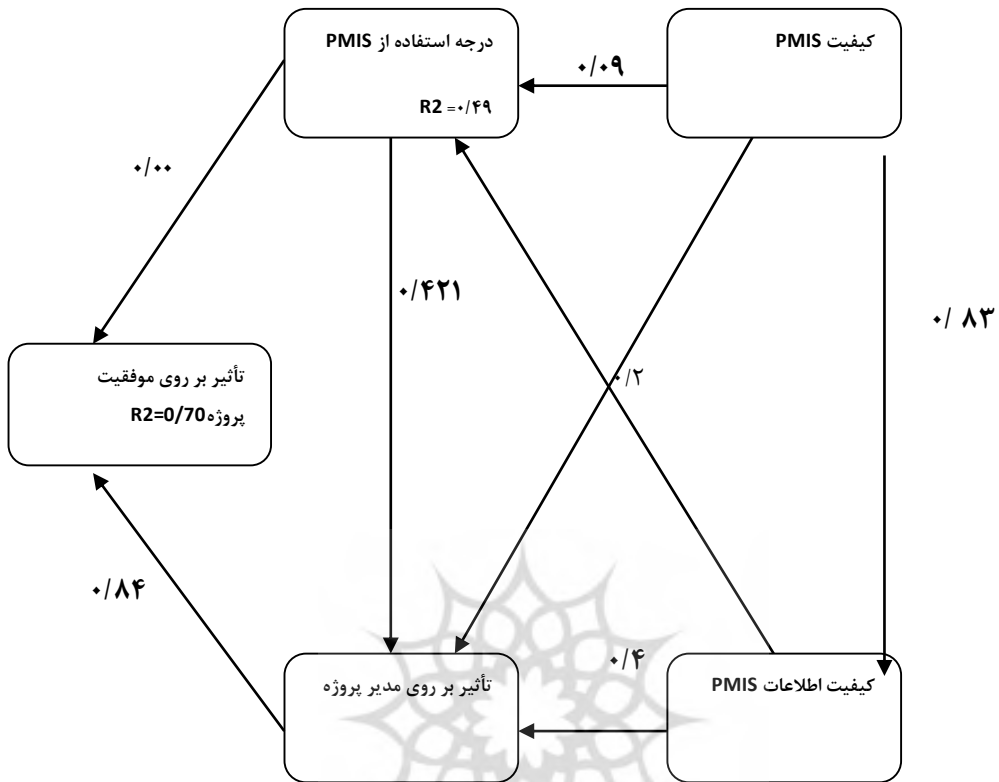 کیفیت PMIS
درجه استفاده از PMIS
R2 =۰/۴۹
۰/۰۹
۰/۰۰
۰/۴۲۱
۰/ ۸۳
۰/۲
تأثیر بر روی موفقیت
پروژه R2=0/70
۰/۸۴
۰/۴
کیفیت اطلاعات PMIS
تأثیر بر روی مدیر پروژه